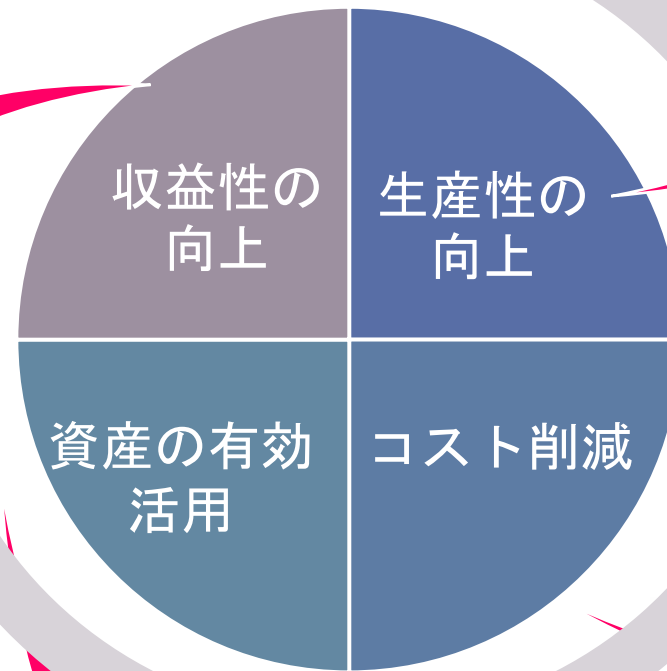 収益性の
向上
生産性の
向上
資産の有効
活用
コスト削減